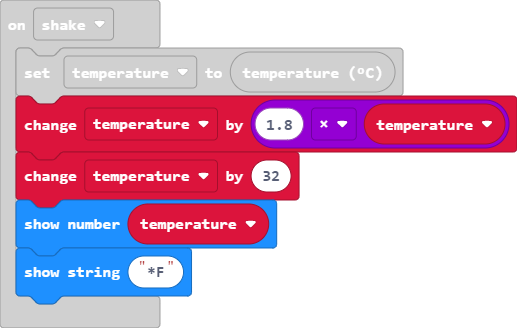 on shake
set temperature to temperature (ºC)
change temperature by 1.8 × temperature
change temperature by 32
show number temperature
show string "*F"